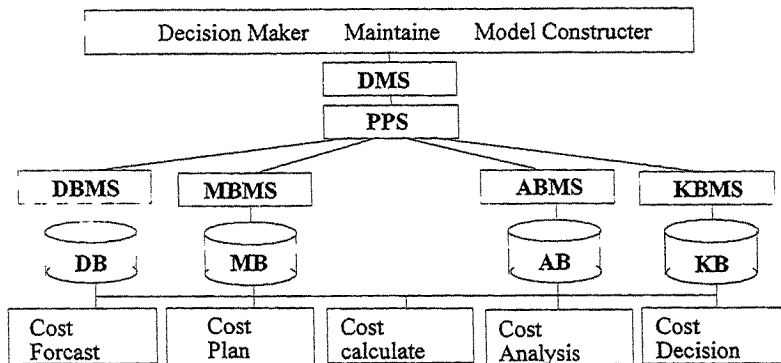 Decision Maker Maintaine Model Constructer
DMS
PPS
DBMS MBMS ABMS KBMS
DB MB AB KB
Cost Cost Cost Cost Cost
Forcast Plan calculate Analysis Decision